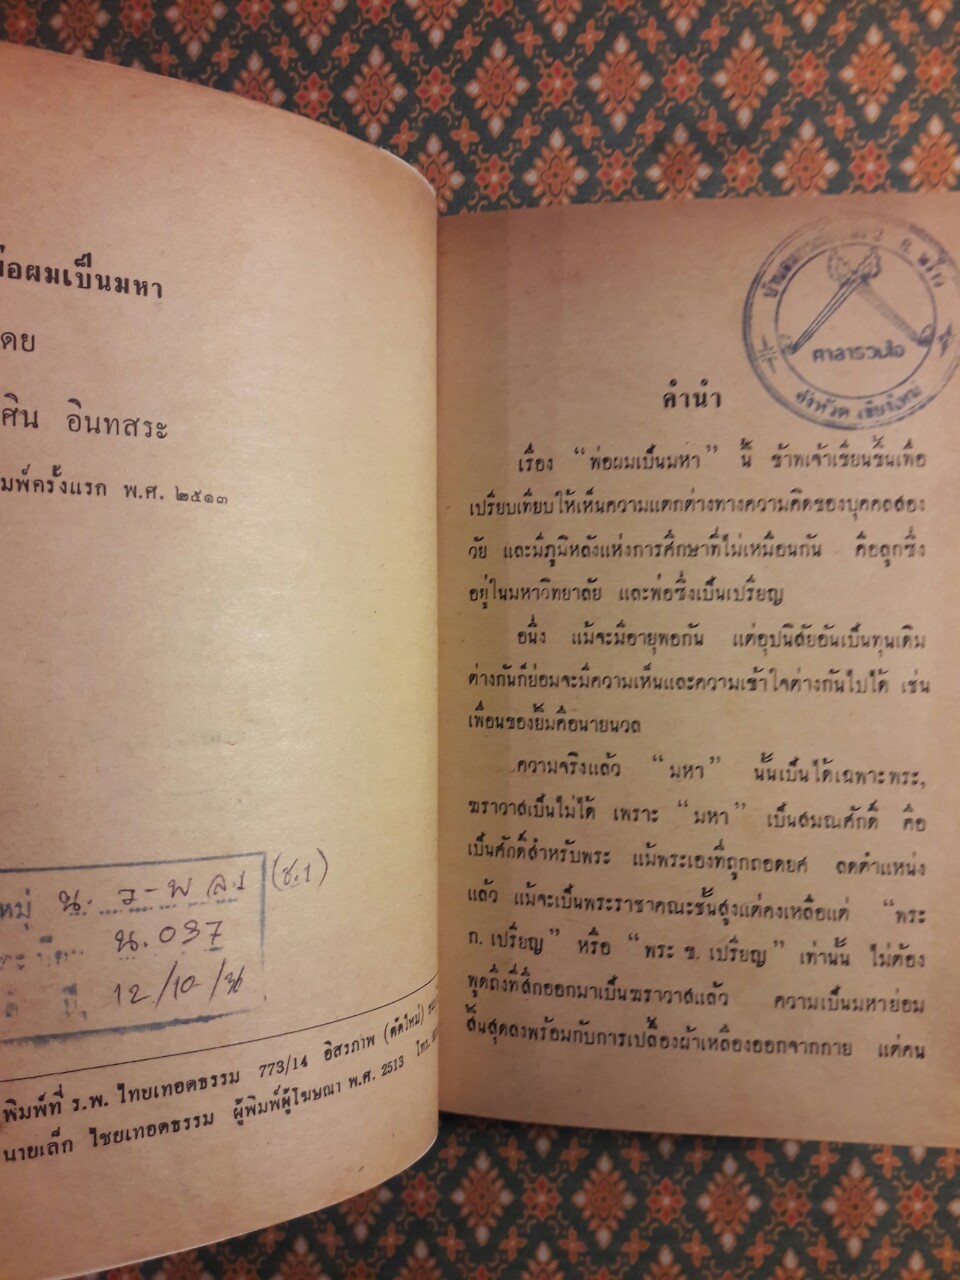 พ่อผมเป็นมหา
โดย
ศิน อินทสระ
พิมพ์ครั้งแรก พ.ศ. ๒๕๑๓
หมู่ น. ว-พ ล.1 (ช.1)
น.037
12/10/36
พิมพ์ที่ ร.พ. ไทยเทอดธรรม 773/14 อิสรภาพ (ตัดใหม่)
นายเล็ก ไชยเทอดธรรม ผู้พิมพ์ผู้โฆษณา พ.ศ. 2513 โทร.
ศาลารวมใจ
จังหวัด เชียงใหม่
คำนำ
เรื่อง “พ่อผมเป็นมหา” นี้ ข้าพเจ้าเขียนขึ้นเพื่อ
เปรียบเทียบให้เห็นความแตกต่างทางความคิดของบุคคลสอง
วัย และมีภูมิหลังแห่งการศึกษาที่ไม่เหมือนกัน คือลูกซึ่ง
อยู่ในมหาวิทยาลัย และพ่อซึ่งเป็นเปรียญ
อนึ่ง แม้จะมีอายุพอกัน แต่อุปนิสัยอันเป็นทุนเดิม
ต่างกันก็ย่อมจะมีความเห็นและความเข้าใจต่างกันไปได้ เช่น
เพื่อนของยิ้มคือนายนวล
ความจริงแล้ว “มหา” นั้นเป็นได้เฉพาะพระ,
ฆราวาสเป็นไม่ได้ เพราะ “มหา” เป็นสมณศักดิ์ คือ
เป็นศักดิ์สำหรับพระ แม้พระเองที่ถูกถอดยศ ลดตำแหน่ง
แล้ว แม้จะเป็นพระราชาคณะชั้นสูงแต่คงเหลือแต่ “พระ
ก. เปรียญ” หรือ “พระ ข. เปรียญ” เท่านั้น ไม่ต้อง
พูดถึงที่สึกออกมาเป็นฆราวาสแล้ว ความเป็นมหาย่อม
สิ้นสุดลงพร้อมกับการเปลื้องผ้าเหลืองออกจากกาย แต่คน